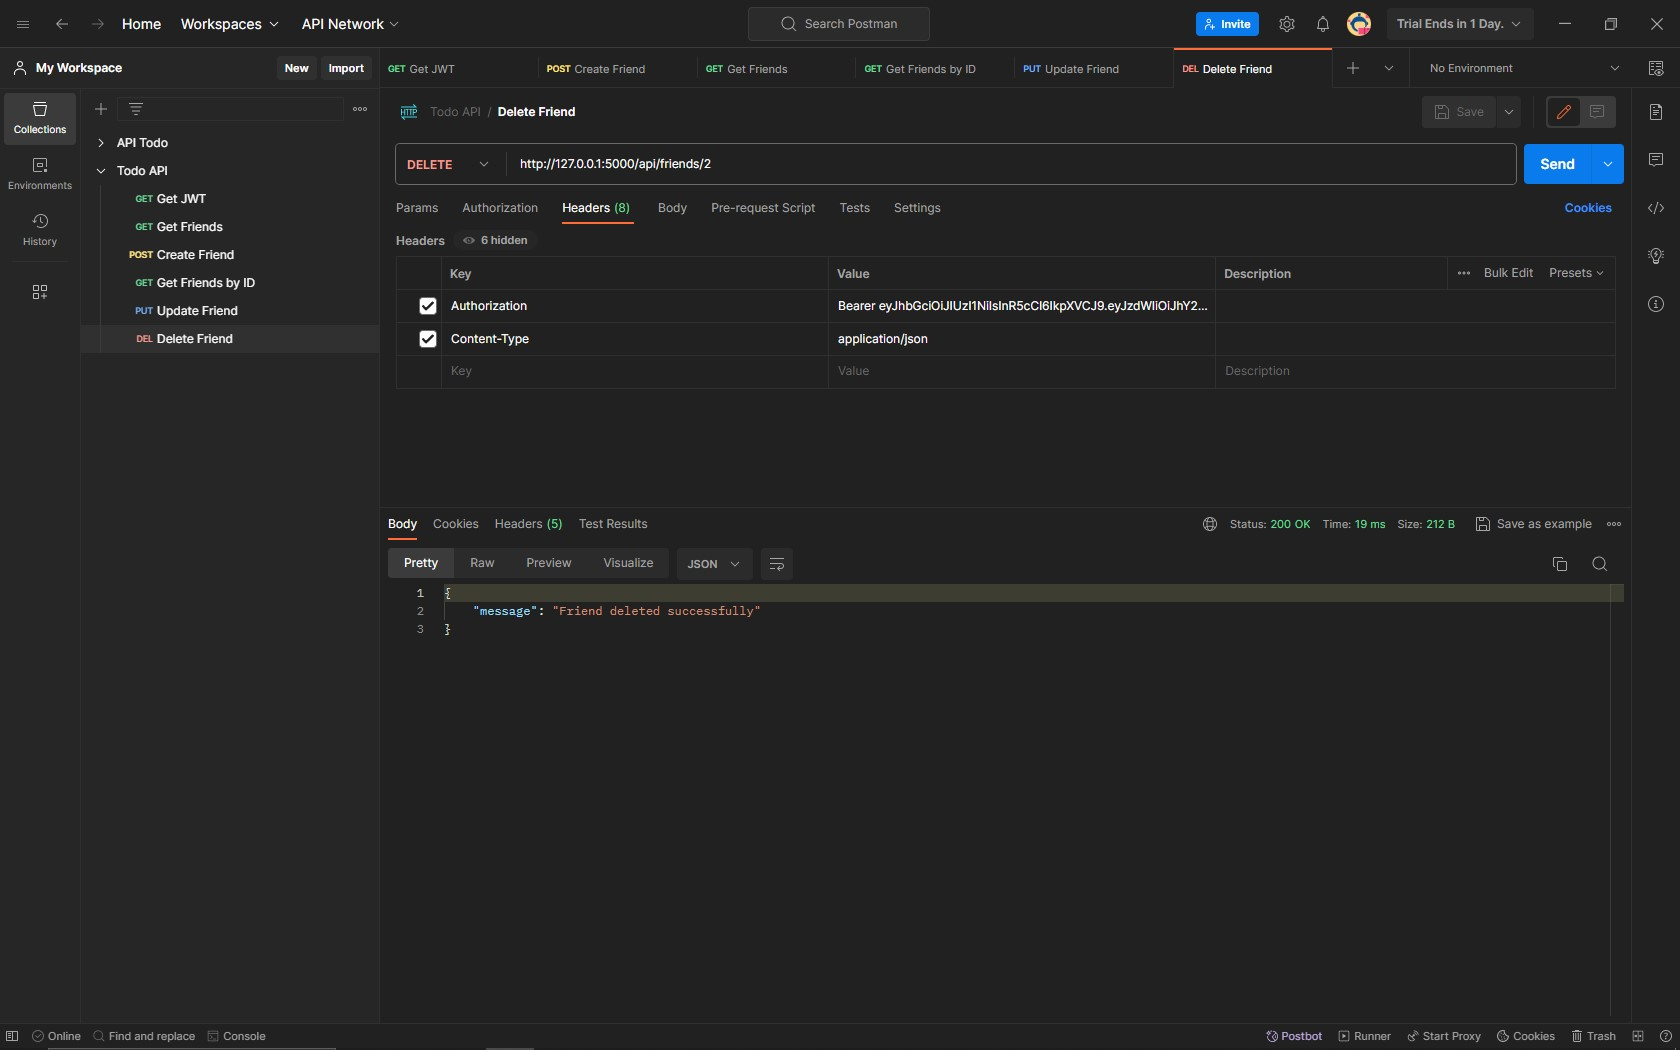 Home Workspaces API Network Search Postman Invite Trial Ends in 1 Day.
My Workspace New Import GET Get JWT POST Create Friend GET Get Friends GET Get Friends by ID PUT Update Friend DEL Delete Friend No Environment
Collections
Environments
History
API Todo
Todo API
GET Get JWT
GET Get Friends
POST Create Friend
GET Get Friends by ID
PUT Update Friend
DEL Delete Friend
HTTP Todo API / Delete Friend Save
DELETE http://127.0.0.1:5000/api/friends/2 Send
Params Authorization Headers (8) Body Pre-request Script Tests Settings Cookies
Headers 6 hidden
Key Value Description Bulk Edit Presets
Authorization Bearer eyJhbGciOiJIUzI1NiIsInR5cCI6IkpXVCJ9.eyJzdWIiOiJhY2...
Content-Type application/json
Key Value Description
Body Cookies Headers (5) Test Results Status: 200 OK Time: 19 ms Size: 212 B Save as example
Pretty Raw Preview Visualize JSON
1 {
2 "message": "Friend deleted successfully"
3 }
Online Find and replace Console Postbot Runner Start Proxy Cookies Trash